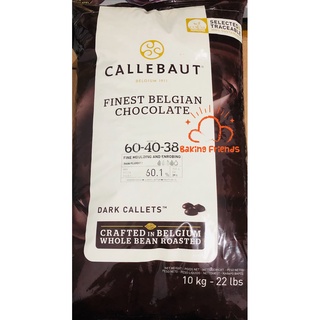 SELECTED
TRACEABLE
CALLEBAUT
BELGIUM 1911
FINEST BELGIAN
CHOCOLATE
Baking Friends
60-40-38
FINE MOULDING AND ENROBING
60.1 %
DARK CALLETS™
CRAFTED IN BELGIUM
WHOLE BEAN ROASTED
10 kg - 22 lbs